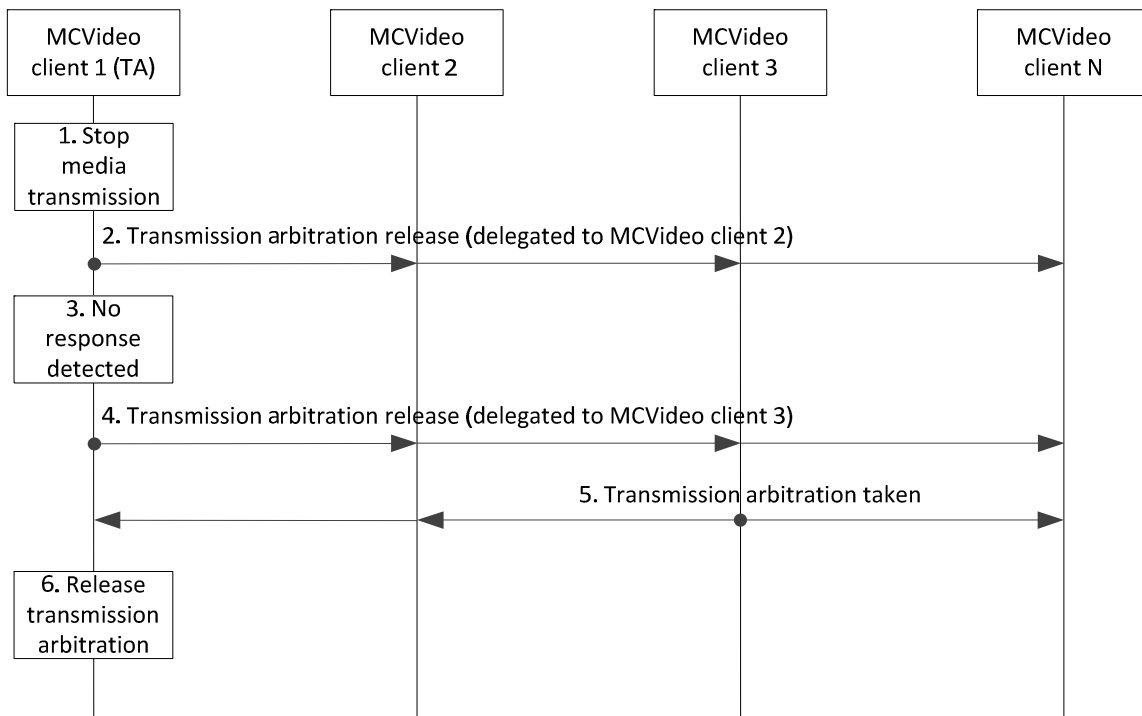 MCVideo
client 1 (TA)
MCVideo
client 2
MCVideo
client 3
MCVideo
client N
1. Stop
media
transmission
2. Transmission arbitration release (delegated to MCVideo client 2)
3. No
response
detected
4. Transmission arbitration release (delegated to MCVideo client 3)
5. Transmission arbitration taken
6. Release
transmission
arbitration